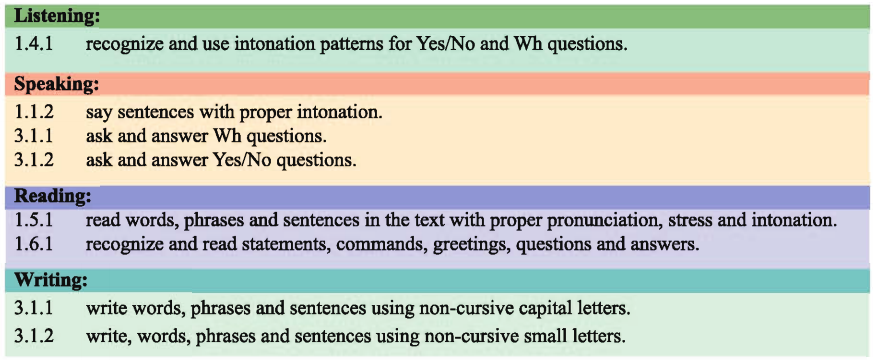 Listening:
1.4.1 recognize and use intonation patterns for Yes/No and Wh questions.
Speaking:
1.1.2 say sentences with proper intonation.
3.1.1 ask and answer Wh questions.
3.1.2 ask and answer Yes/No questions.
Reading:
1.5.1 read words, phrases and sentences in the text with proper pronunciation, stress and intonation.
1.6.1 recognize and read statements, commands, greetings, questions and answers.
Writing:
3.1.1 write words, phrases and sentences using non-cursive capital letters.
3.1.2 write, words, phrases and sentences using non-cursive small letters.